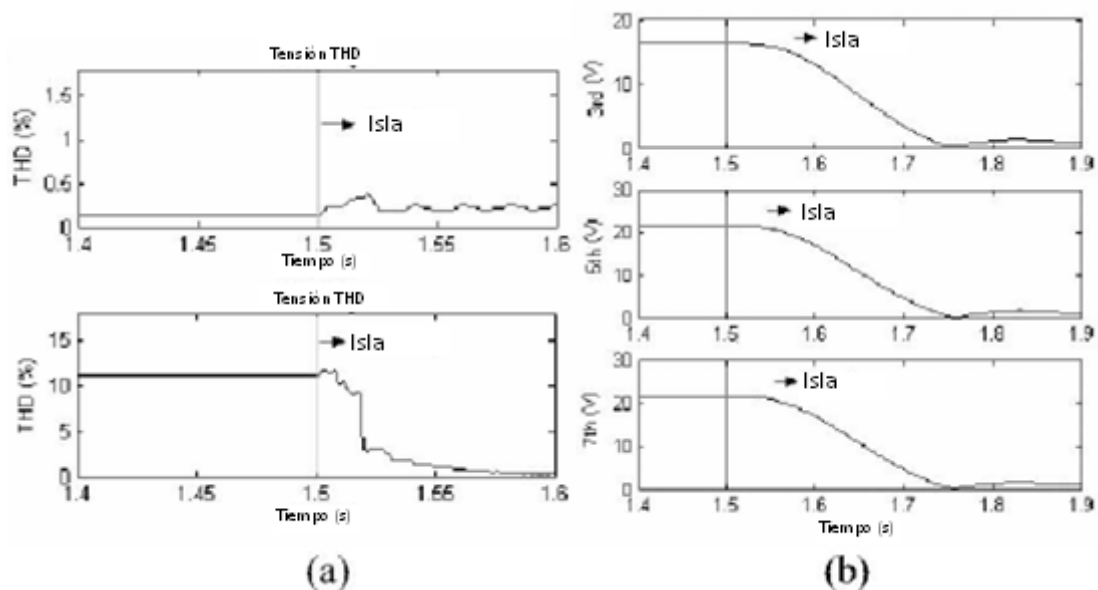 Tensión THD
THD (%)
1.5
1
0.5
0
Isla
1.4 1.45 1.5 1.55 1.6
Tiempo (s)
Tensión THD
THD (%)
15
10
5
0
Isla
1.4 1.45 1.5 1.55 1.6
Tiempo (s)
(a)
3rd (V)
20
10
0
Isla
1.4 1.5 1.6 1.7 1.8 1.9
5th (V)
30
20
10
0
Isla
1.4 1.5 1.6 1.7 1.8 1.9
7th (V)
30
20
10
0
Isla
1.4 1.5 1.6 1.7 1.8 1.9
Tiempo (s)
(b)